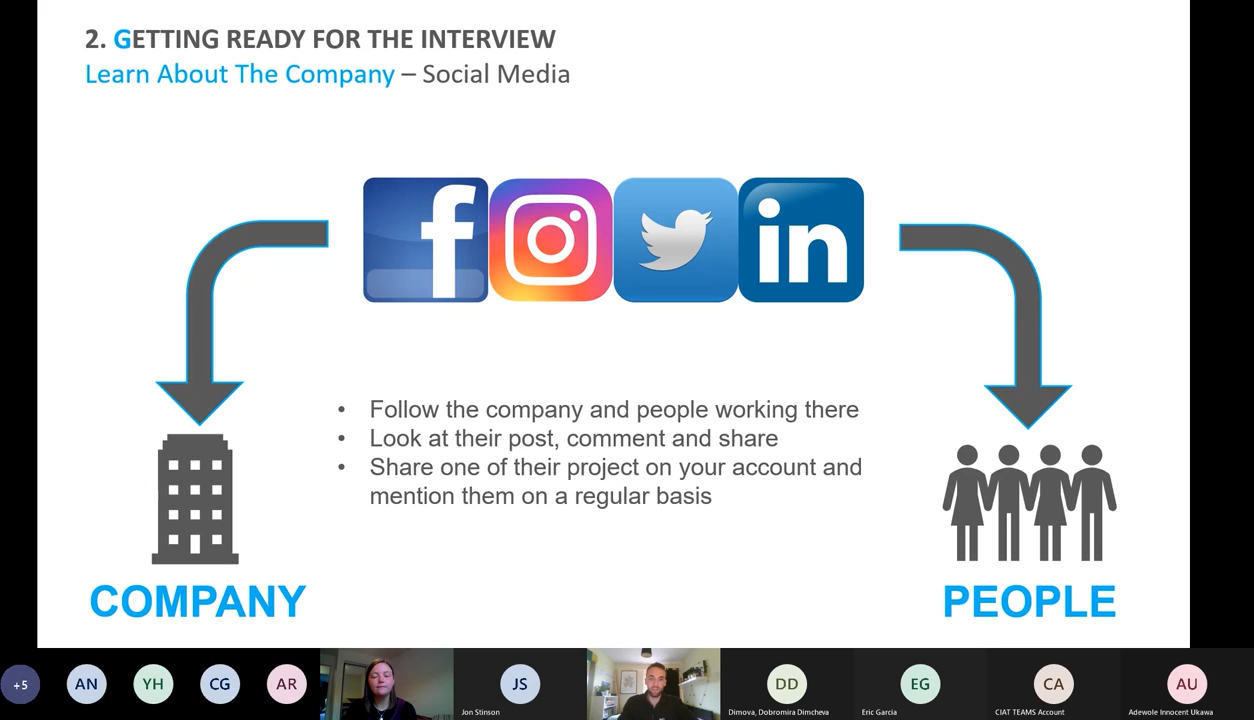 2. GETTING READY FOR THE INTERVIEW
Learn About The Company – Social Media
f
in
• Follow the company and people working there
• Look at their post, comment and share
• Share one of their project on your account and
mention them on a regular basis
COMPANY
PEOPLE
+5
AN
YH
CG
AR
JS
DD
EG
CA
AU
Jon Stinson
Dimova, Dobromira Dimcheva
Eric Garcia
CIAT TEAMS Account
Adewole Innocent Ukawa